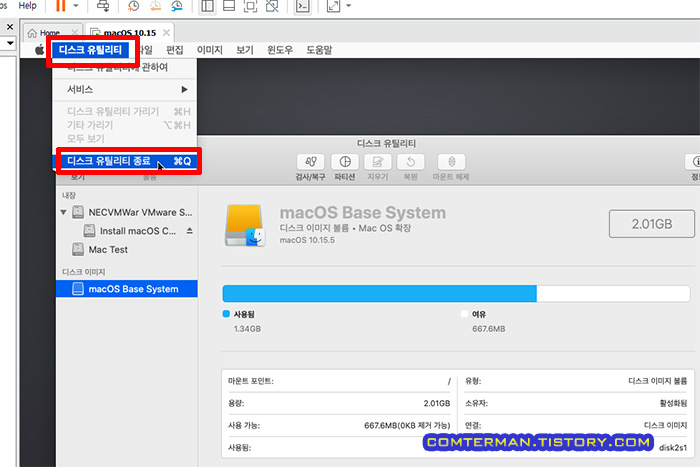 ps Help
Home
macOS 10.15
디스크 유틸리티 파일 편집 이미지 보기 윈도우 도움말
디스크 유틸리티에 관하여
서비스
디스크 유틸리티 가리기 ⌘H
기타 가리기 ⌥⌘H
모두 보기
디스크 유틸리티 종료 ⌘Q
디스크 유틸리티
검사/복구 파티션 지우기 복원 마운트 해제
보기 볼륨
내장
NECVMWar VMware S...
Install macOS C...
Mac Test
디스크 이미지
macOS Base System
macOS Base System
디스크 이미지 볼륨 • Mac OS 확장
macOS 10.15.5
2.01GB
사용됨
1.34GB
여유
667.6MB
마운트 포인트: /
유형: 디스크 이미지 볼륨
용량: 2.01GB
소유자: 활성화됨
사용 가능: 667.6MB(0KB 제거 가능)
연결: 디스크 이미지
사용됨:
disk2s1
COMTERMAN.TISTORY.COM